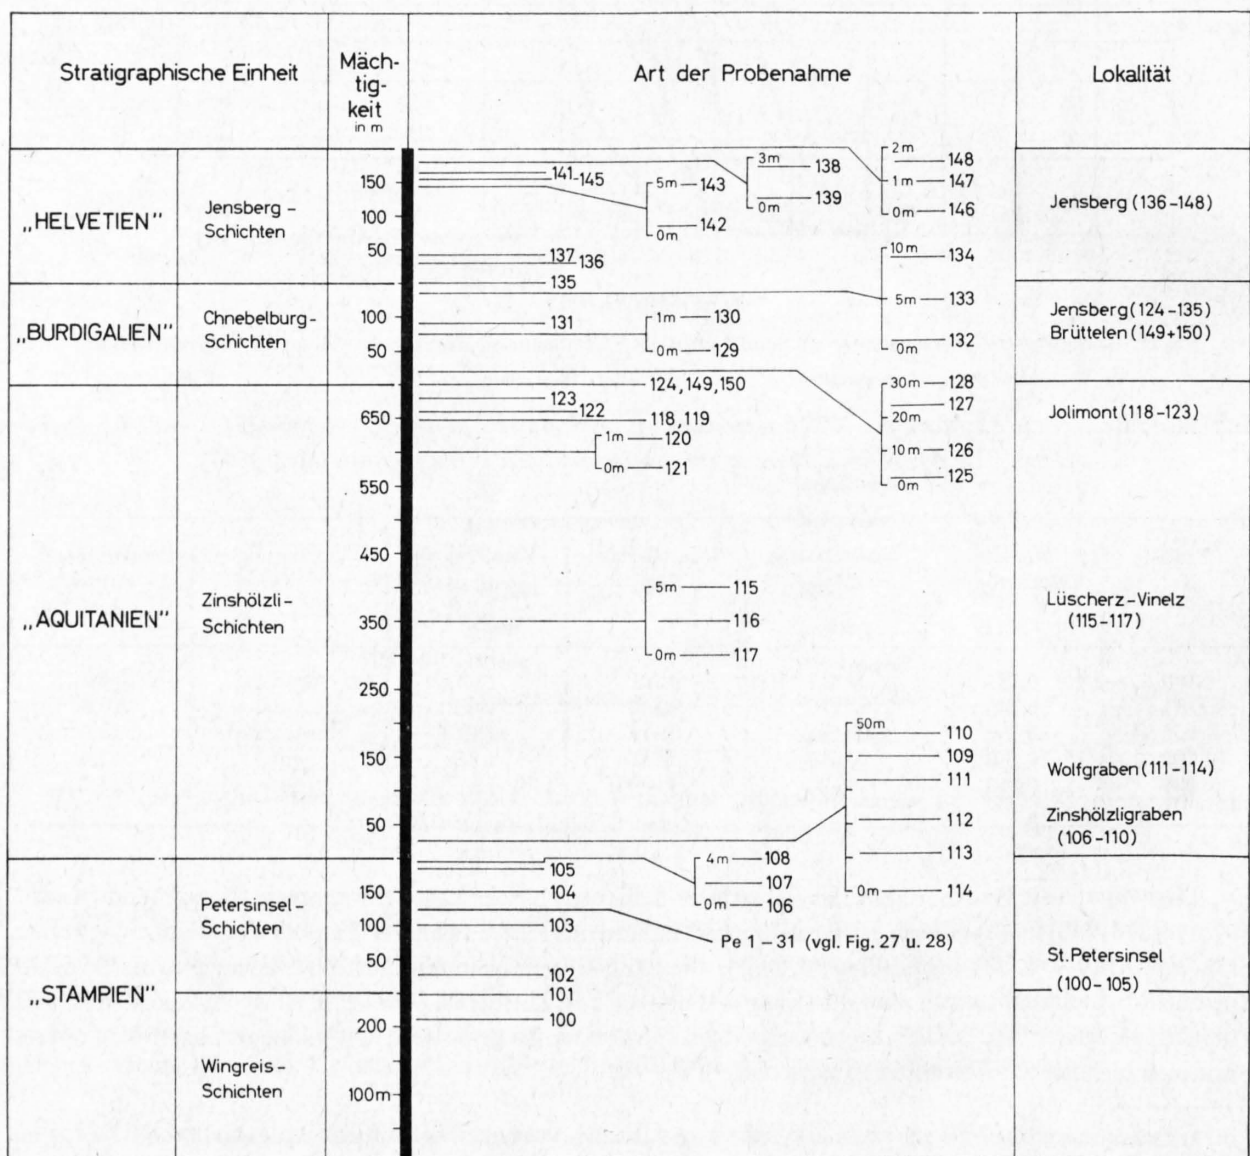 Stratigraphische Einheit
Mäch-
tig-
keit
in m
Art der Probenahme
Lokalität
„HELVETIEN"
Jensberg-
Schichten
150
100
50
141-145
137
136
5m
143
142
0m
3m
138
139
0m
2m
148
1m
147
0m
146
Jensberg (136-148)
„BURDIGALIEN"
Chnebelburg-
Schichten
100
50
135
131
1m
130
0m
129
10m
134
5m
133
132
0m
Jensberg (124-135)
Brüttelen (149+150)
„AQUITANIEN"
Zinshölzli-
Schichten
650
550
450
350
250
150
50
124,149,150
123
122
118,119
1m
120
0m
121
30m
128
127
20m
10m
126
125
0m
Jolimont (118-123)
5m
115
116
0m
117
Lüscherz-Vinelz
(115-117)
50m
110
109
111
112
113
0m
114
Wolfgraben (111-114)
Zinshölzligraben
(106-110)
„STAMPIEN"
Petersinsel-
Schichten
150
100
50
105
104
103
102
4m
108
107
0m
106
Pe 1-31 (vgl. Fig. 27 u. 28)
St. Petersinsel
(100-105)
Wingreis-
Schichten
200
100m
101
100